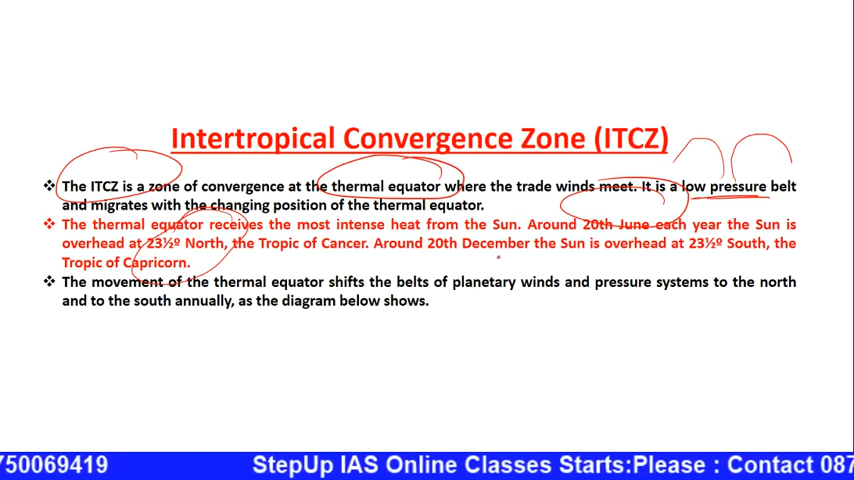 Intertropical Convergence Zone (ITCZ)
❖ The ITCZ is a zone of convergence at the thermal equator where the trade winds meet. It is a low pressure belt
and migrates with the changing position of the thermal equator.
❖ The thermal equator receives the most intense heat from the Sun. Around 20th June each year the Sun is
overhead at 23½º North, the Tropic of Cancer. Around 20th December the Sun is overhead at 23½º South, the
Tropic of Capricorn.
❖ The movement of the thermal equator shifts the belts of planetary winds and pressure systems to the north
and to the south annually, as the diagram below shows.
750069419 StepUp IAS Online Classes Starts:Please : Contact 087